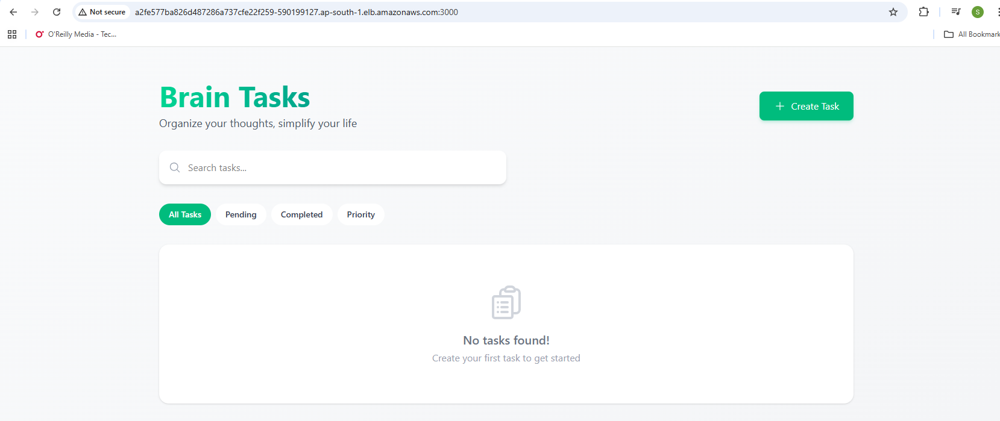 Not secure
a2fe577ba826d487286a737cfe22f259-590199127.ap-south-1.elb.amazonaws.com:3000
S
O'Reilly Media - Tec...
All Bookmark
Brain Tasks
Organize your thoughts, simplify your life
Create Task
Search tasks...
All Tasks
Pending
Completed
Priority
No tasks found!
Create your first task to get started